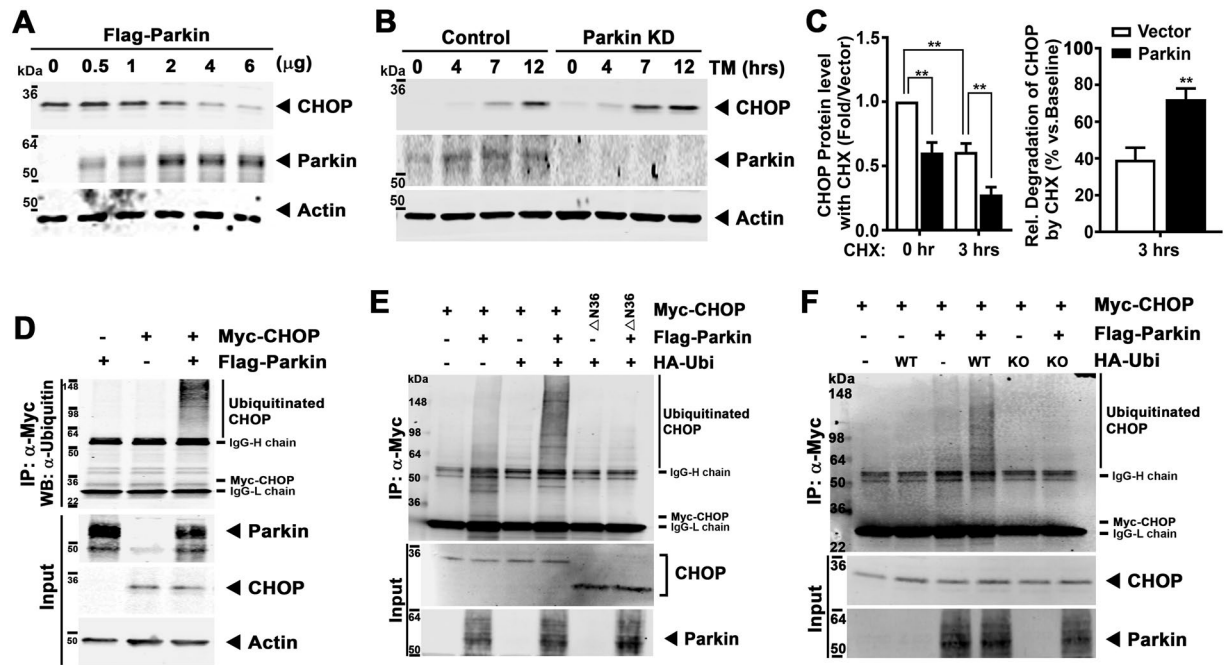 A
Flag-Parkin
kDa 0 0.5 1 2 4 6 (μg)
36
CHOP
64
Parkin
50
50
Actin
B
Control Parkin KD
kDa 0 4 7 12 0 4 7 12 TM (hrs)
36
CHOP
64
Parkin
50
50
Actin
C
CHOP Protein level
with CHX (Fold/Vector)
1.5
1.0
0.5
0.0
** ** **
CHX: 0 hr 3 hrs
Rel. Degradation of CHOP
by CHX (% vs.Baseline)
100
80
60
40
20
0
Vector
Parkin
**
3 hrs
D
- + + Myc-CHOP
+ - + Flag-Parkin
IP: α-Myc
WB: α-Ubiquitin
148
98
64
50
36
22
Ubiquitinated
CHOP
IgG-H chain
Myc-CHOP
IgG-L chain
Input
50
Parkin
36
CHOP
50
Actin
E
+ + + + △N36 △N36 Myc-CHOP
- + - + - + Flag-Parkin
- - + + + + HA-Ubi
kDa
IP: α-Myc
148
98
64
50
36
Ubiquitinated
CHOP
IgG-H chain
Myc-CHOP
IgG-L chain
Input
36
CHOP
64
50
Parkin
F
+ + + + + + Myc-CHOP
- - + + - + Flag-Parkin
- WT - WT KO KO HA-Ubi
kDa
IP: α-Myc
148
98
64
50
36
22
Ubiquitinated
CHOP
IgG-H chain
Myc-CHOP
IgG-L chain
Input
36
CHOP
64
50
Parkin